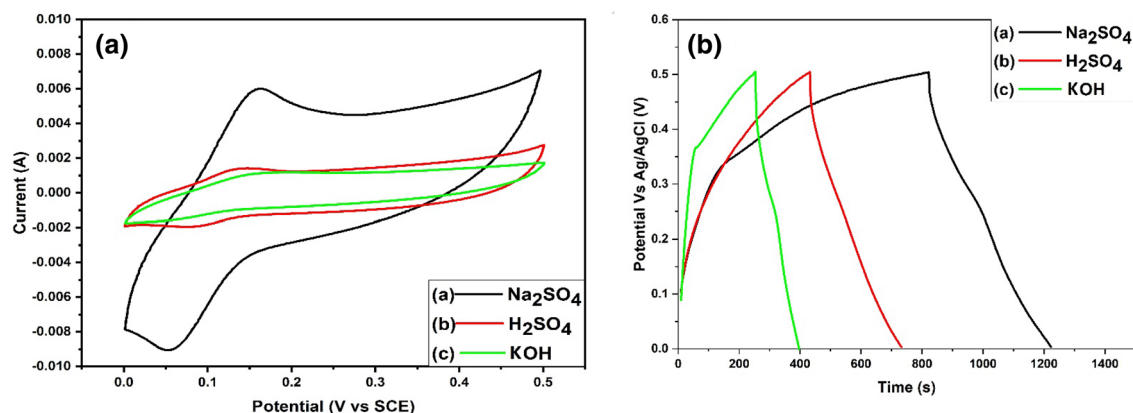 (a)
0.010
0.008
0.006
0.004
0.002
0.000
-0.002
-0.004
-0.006
-0.008
-0.010
Current (A)
0.0 0.1 0.2 0.3 0.4 0.5
Potential (V vs SCE)
(a) Na2SO4
(b) H2SO4
(c) KOH
(b)
0.6
0.5
0.4
0.3
0.2
0.1
0.0
Potential Vs Ag/AgCl (V)
0 200 400 600 800 1000 1200 1400
Time (s)
(a) Na2SO4
(b) H2SO4
(c) KOH